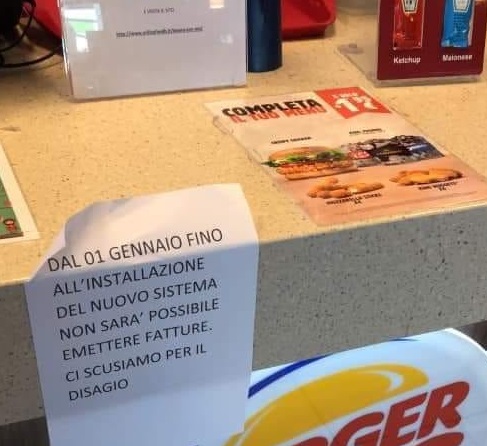 Ketchup
Maionese
COMPLETA
IL TUO MENU
DAL 01 GENNAIO FINO
ALL'INSTALLAZIONE
DEL NUOVO SISTEMA
NON SARA' POSSIBILE
EMETTERE FATTURE.
CI SCUSIAMO PER IL
DISAGIO